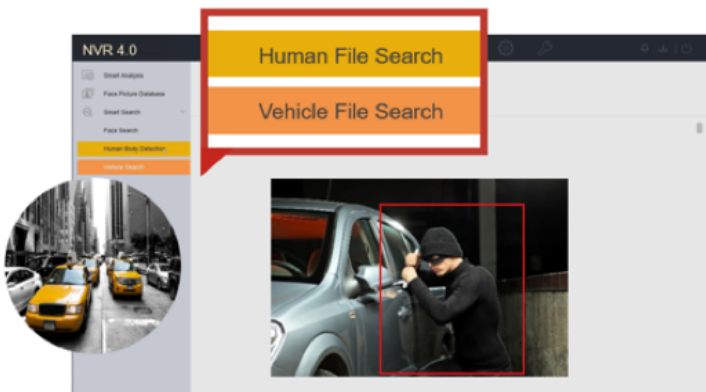 NVR 4.0
Human File Search
Vehicle File Search
Smart Analysis
Face Picture Database
Smart Search
Face Search
Human Body Detection
Vehicle Search